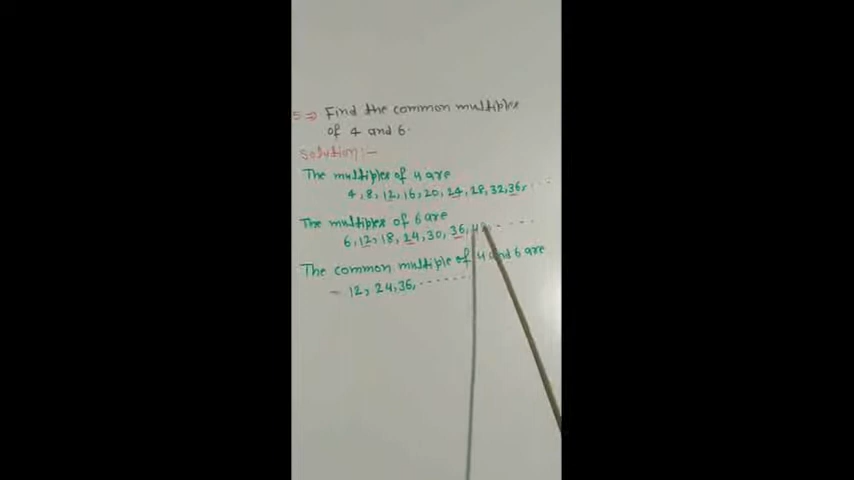 5⇒ Find the common multiples
of 4 and 6.
Solution:-
The multiples of 4 are
4, 8, 12, 16, 20, 24, 28, 32, 36, ......
The multiples of 6 are
6, 12, 18, 24, 30, 36, ......
The common multiple of 4 and 6 are
- 12, 24, 36, ........